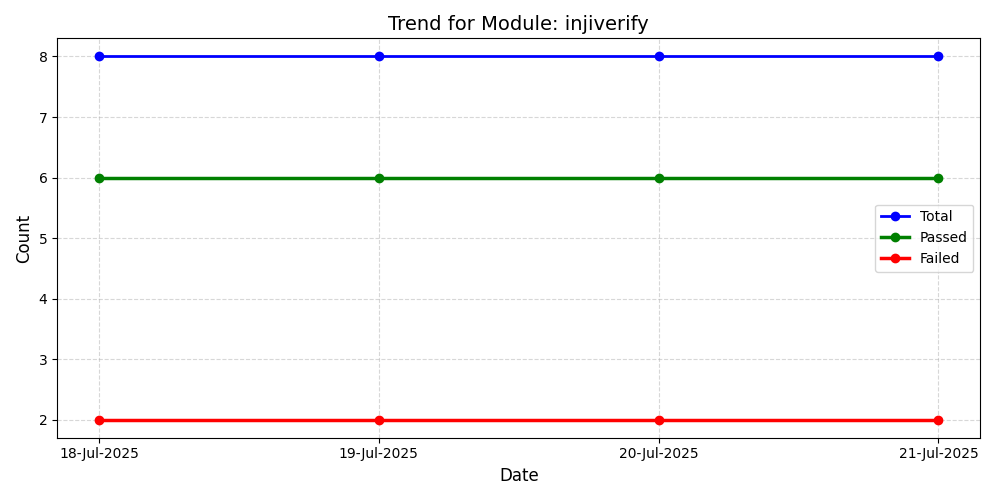 Trend for Module: injiverify
8
7
6
5
4
3
2
Count
Total
Passed
Failed
18-Jul-2025
19-Jul-2025
20-Jul-2025
21-Jul-2025
Date